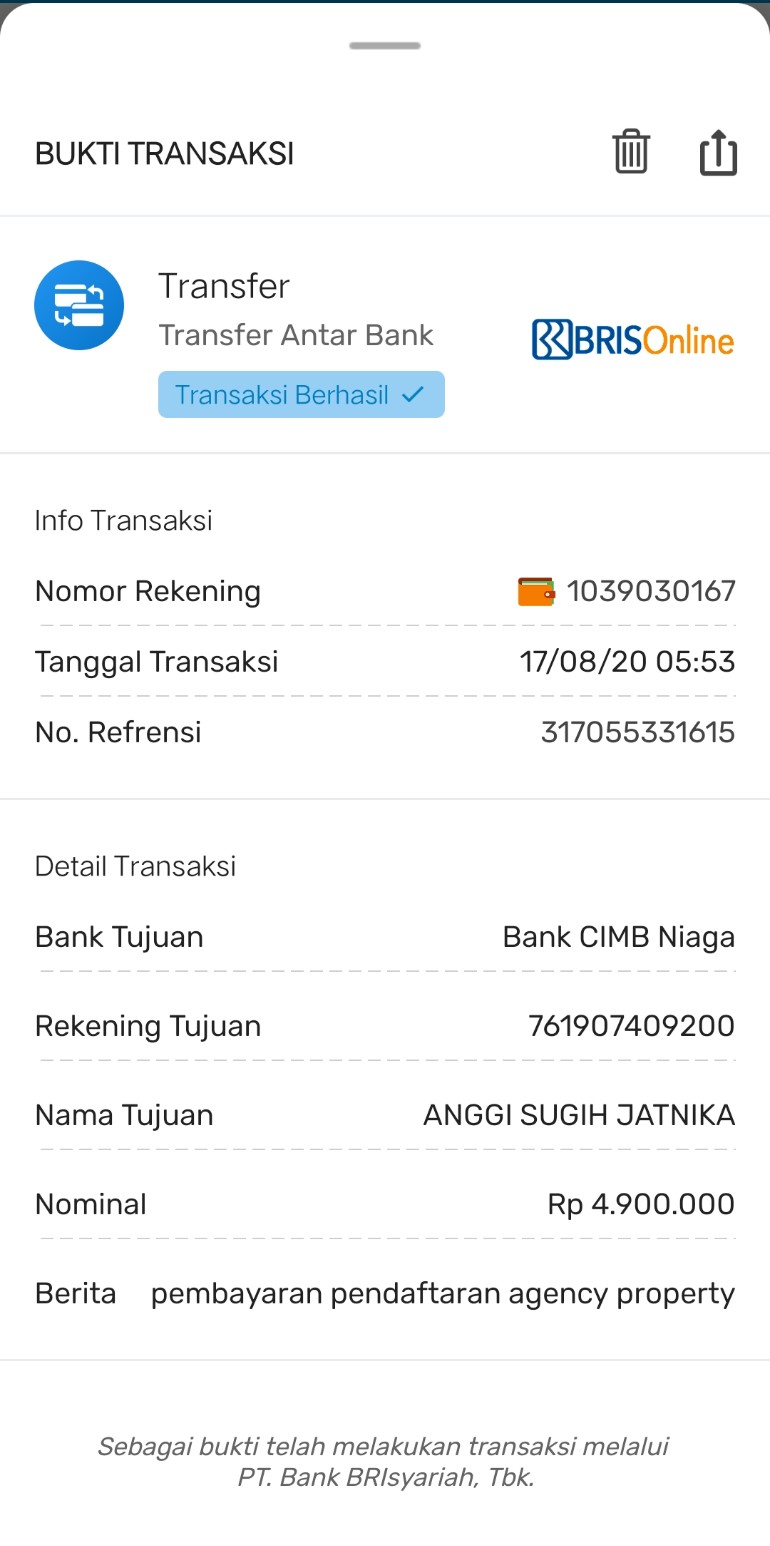 BUKTI TRANSAKSI
Transfer
Transfer Antar Bank
BRISOnline
Transaksi Berhasil
Info Transaksi
Nomor Rekening 1039030167
Tanggal Transaksi 17/08/20 05:53
No. Refrensi 317055331615
Detail Transaksi
Bank Tujuan Bank CIMB Niaga
Rekening Tujuan 761907409200
Nama Tujuan ANGGI SUGIH JATNIKA
Nominal Rp 4.900.000
Berita pembayaran pendaftaran agency property
Sebagai bukti telah melakukan transaksi melalui
PT. Bank BRIsyariah, Tbk.